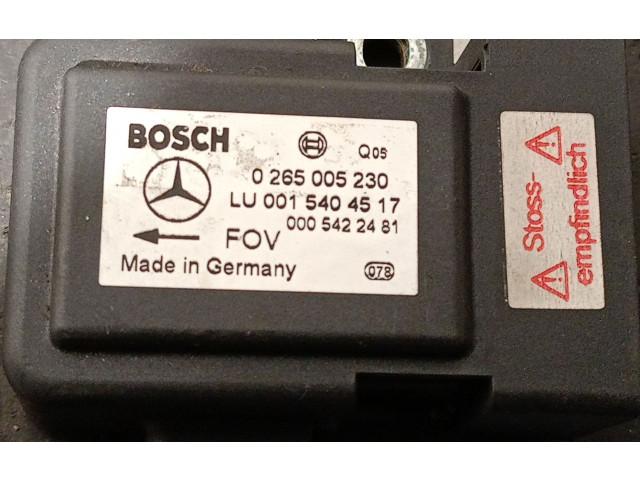 BOSCH
Q05
0 265 005 230
LU 001 540 45 17
000 542 24 81
FOV
Made in Germany
078
Stoss-
empfindlich